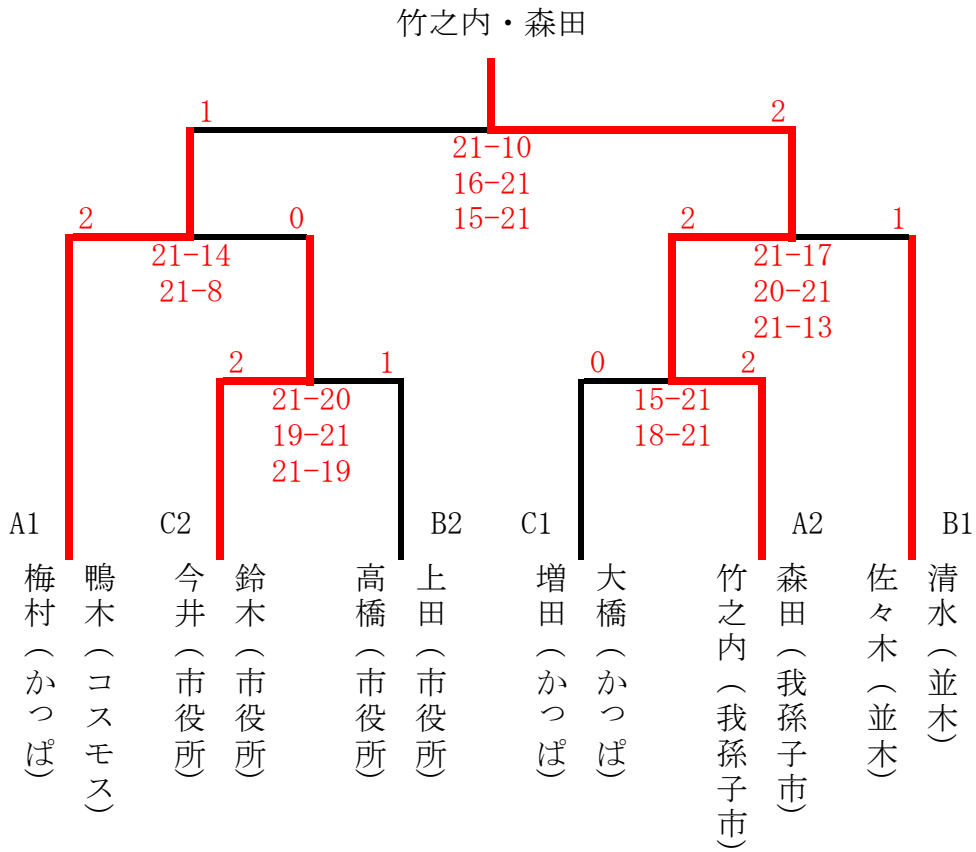 竹之内・森田
1
2
21-10
16-21
15-21
2
0
21-14
21-8
2
1
21-17
20-21
21-13
2
1
21-20
19-21
21-19
0
2
15-21
18-21
A1
C2
B2
C1
A2
B1
梅村(かっぱ)
鴨木(コスモス)
今井(市役所)
鈴木(市役所)
高橋(市役所)
上田(市役所)
増田(かっぱ)
大橋(かっぱ)
竹之内(我孫子市)
森田(我孫子市)
佐々木(並木)
清水(並木)